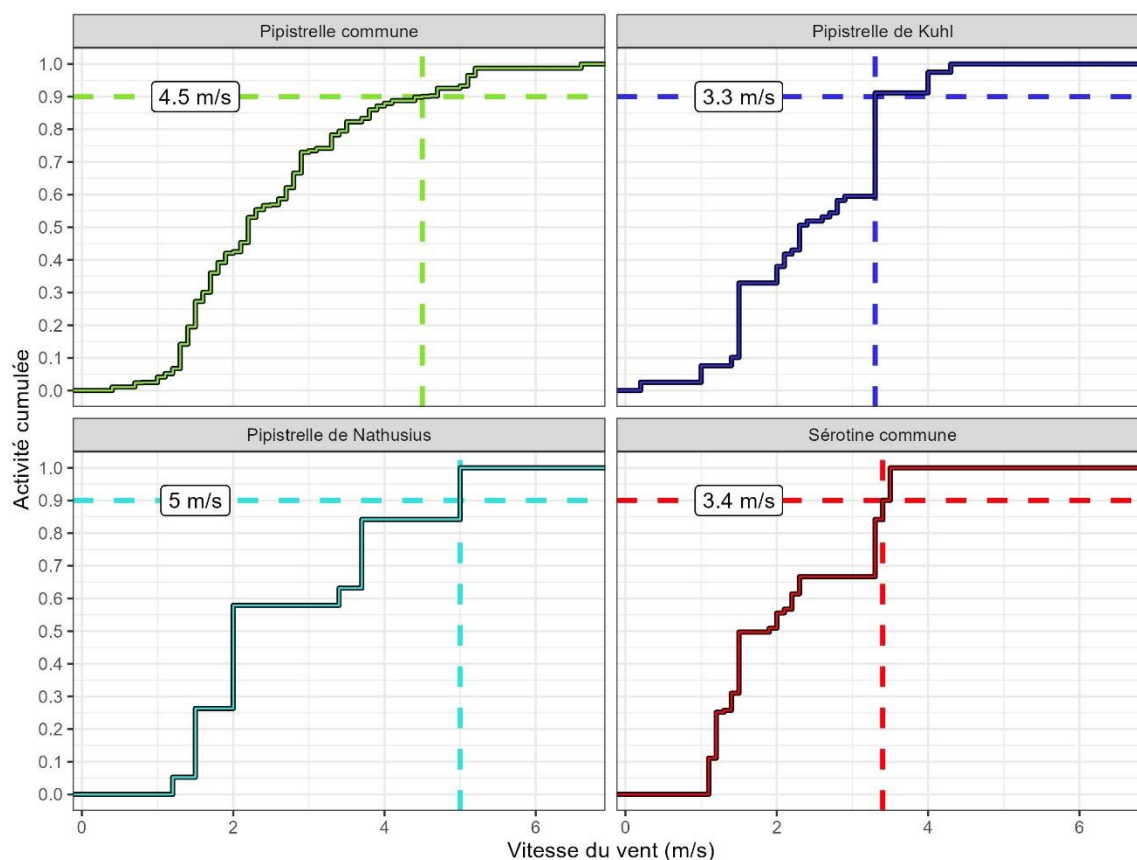 Pipistrelle commune
Pipistrelle de Kuhl
1.0
0.9
0.8
0.7
0.6
0.5
0.4
0.3
0.2
0.1
0.0
4.5 m/s
3.3 m/s
Activité cumulée
Pipistrelle de Nathusius
Sérotine commune
1.0
0.9
0.8
0.7
0.6
0.5
0.4
0.3
0.2
0.1
0.0
5 m/s
3.4 m/s
0 2 4 6
0 2 4 6
Vitesse du vent (m/s)